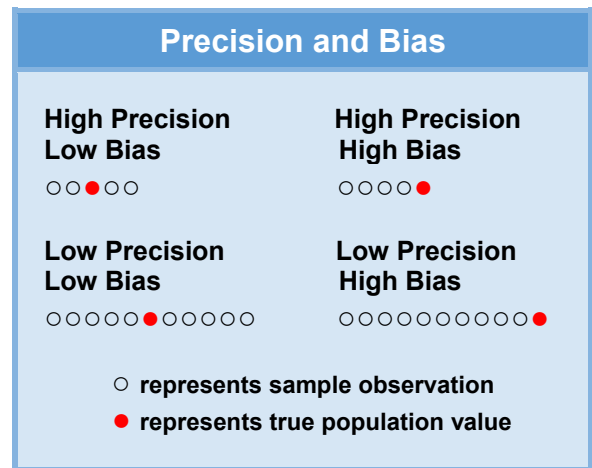 Precision and Bias
High Precision
Low Bias
High Precision
High Bias
Low Precision
Low Bias
Low Precision
High Bias
represents sample observation
represents true population value